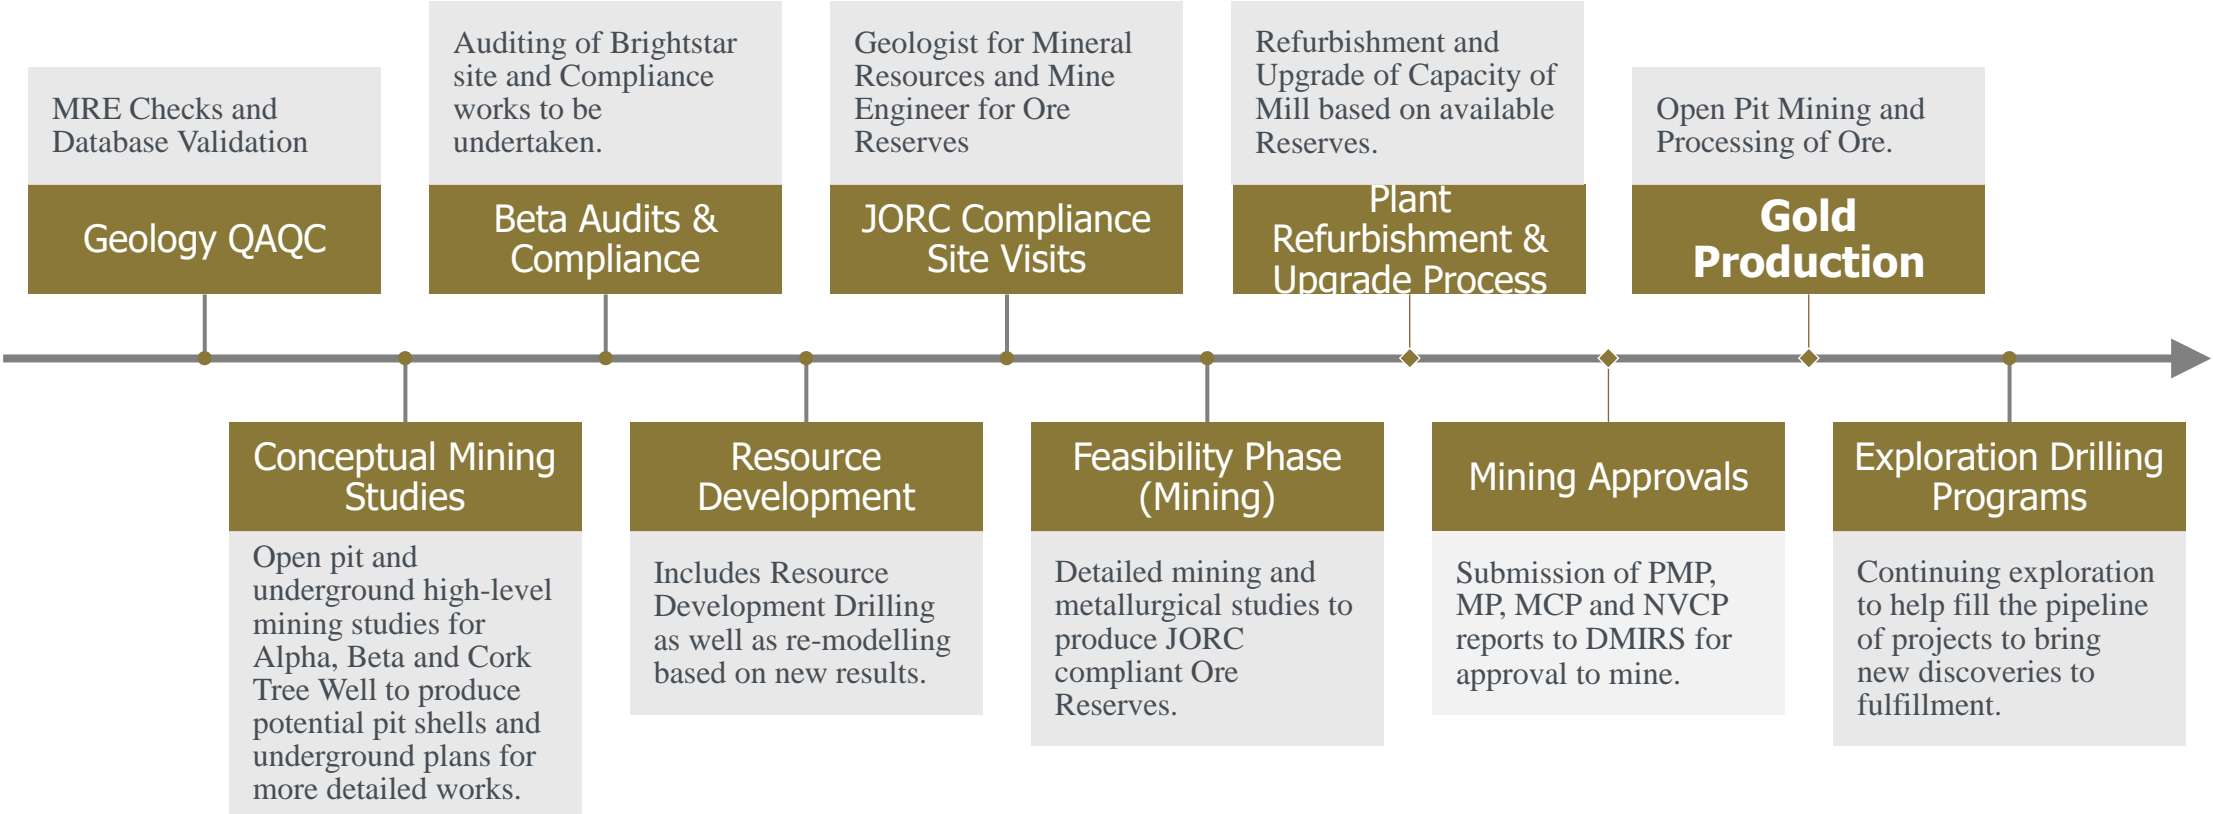 MRE Checks and
Database Validation
Geology QAQC
Auditing of Brightstar
site and Compliance
works to be
undertaken.
Beta Audits &
Compliance
Geologist for Mineral
Resources and Mine
Engineer for Ore
Reserves
JORC Compliance
Site Visits
Refurbishment and
Upgrade of Capacity of
Mill based on available
Reserves.
Plant
Refurbishment &
Upgrade Process
Open Pit Mining and
Processing of Ore.
Gold
Production
Conceptual Mining
Studies
Open pit and
underground high-level
mining studies for
Alpha, Beta and Cork
Tree Well to produce
potential pit shells and
underground plans for
more detailed works.
Resource
Development
Includes Resource
Development Drilling
as well as re-modelling
based on new results.
Feasibility Phase
(Mining)
Detailed mining and
metallurgical studies to
produce JORC
compliant Ore
Reserves.
Mining Approvals
Submission of PMP,
MP, MCP and NVCP
reports to DMIRS for
approval to mine.
Exploration Drilling
Programs
Continuing exploration
to help fill the pipeline
of projects to bring
new discoveries to
fulfillment.